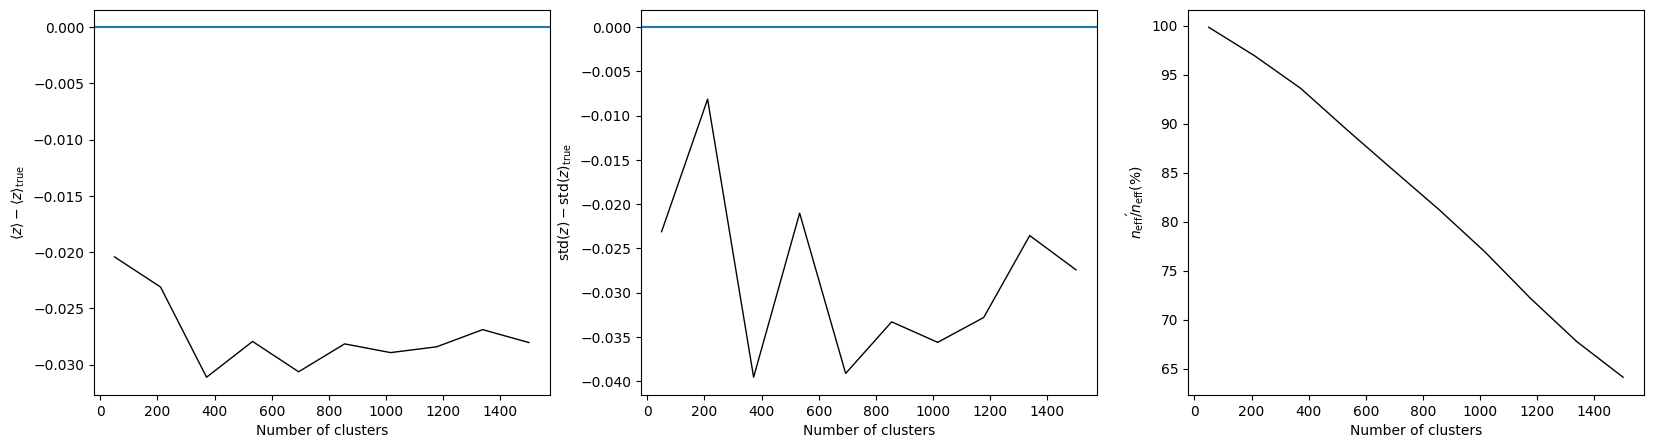 0.000
−0.005
−0.010
−0.015
−0.020
−0.025
−0.030
⟨z⟩ − ⟨z⟩true
0 200 400 600 800 1000 1200 1400
Number of clusters
0.000
−0.005
−0.010
−0.015
−0.020
−0.025
−0.030
−0.035
−0.040
std(z) − std(z)true
0 200 400 600 800 1000 1200 1400
Number of clusters
100
95
90
85
80
75
70
65
n′eff/neff(%)
0 200 400 600 800 1000 1200 1400
Number of clusters